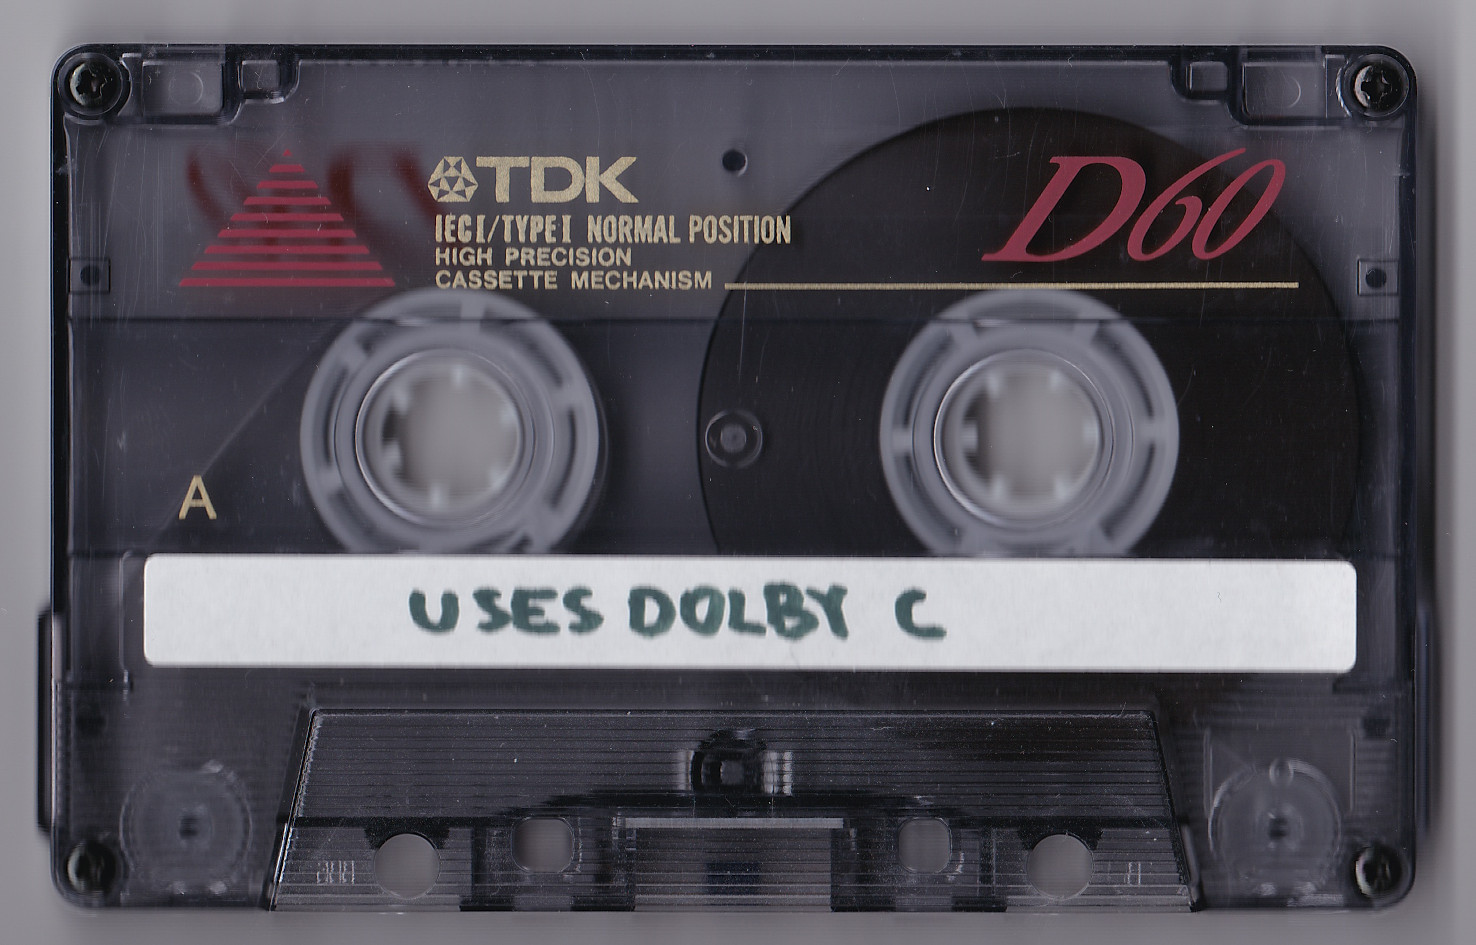 TDK
D60
IEC I/TYPE I NORMAL POSITION
HIGH PRECISION
CASSETTE MECHANISM
A
USES DOLBY C